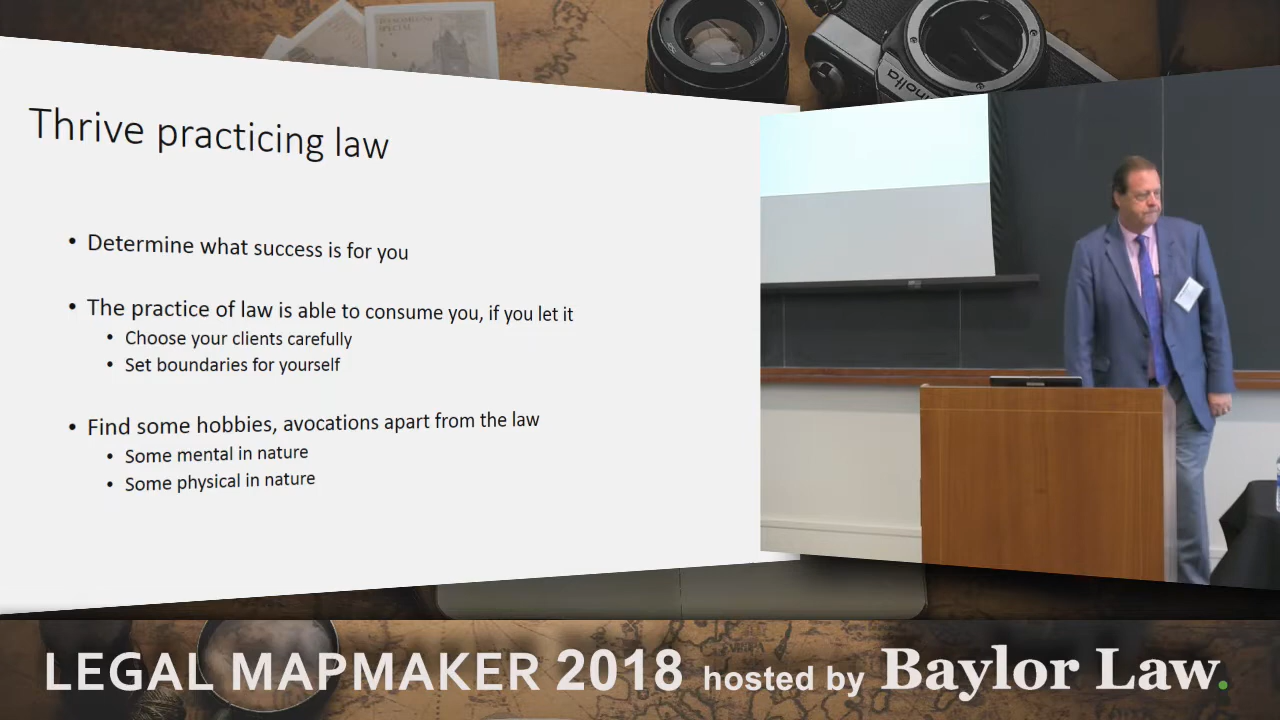 Thrive practicing law
• Determine what success is for you
• The practice of law is able to consume you, if you let it
• Choose your clients carefully
• Set boundaries for yourself
• Find some hobbies, avocations apart from the law
• Some mental in nature
• Some physical in nature
LEGAL MAPMAKER 2018 hosted by Baylor Law.